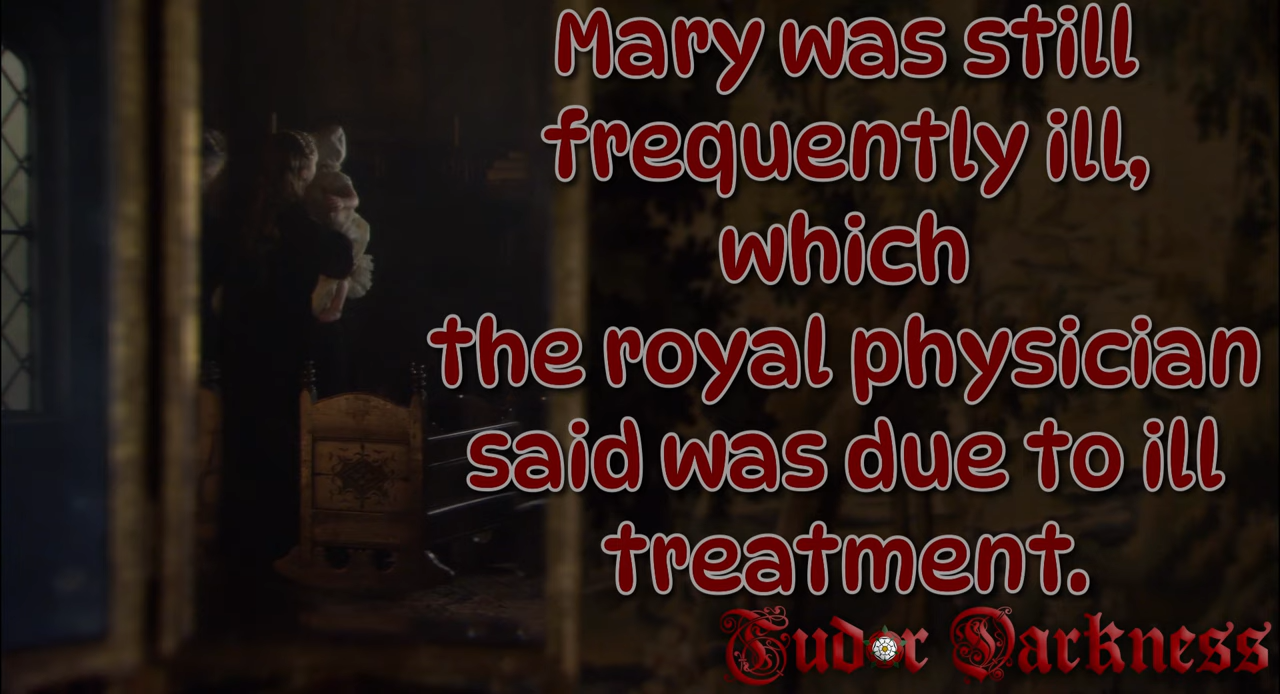 Mary was still
frequently ill,
which
the royal physician
said was due to ill
treatment.
Tudor Darkness